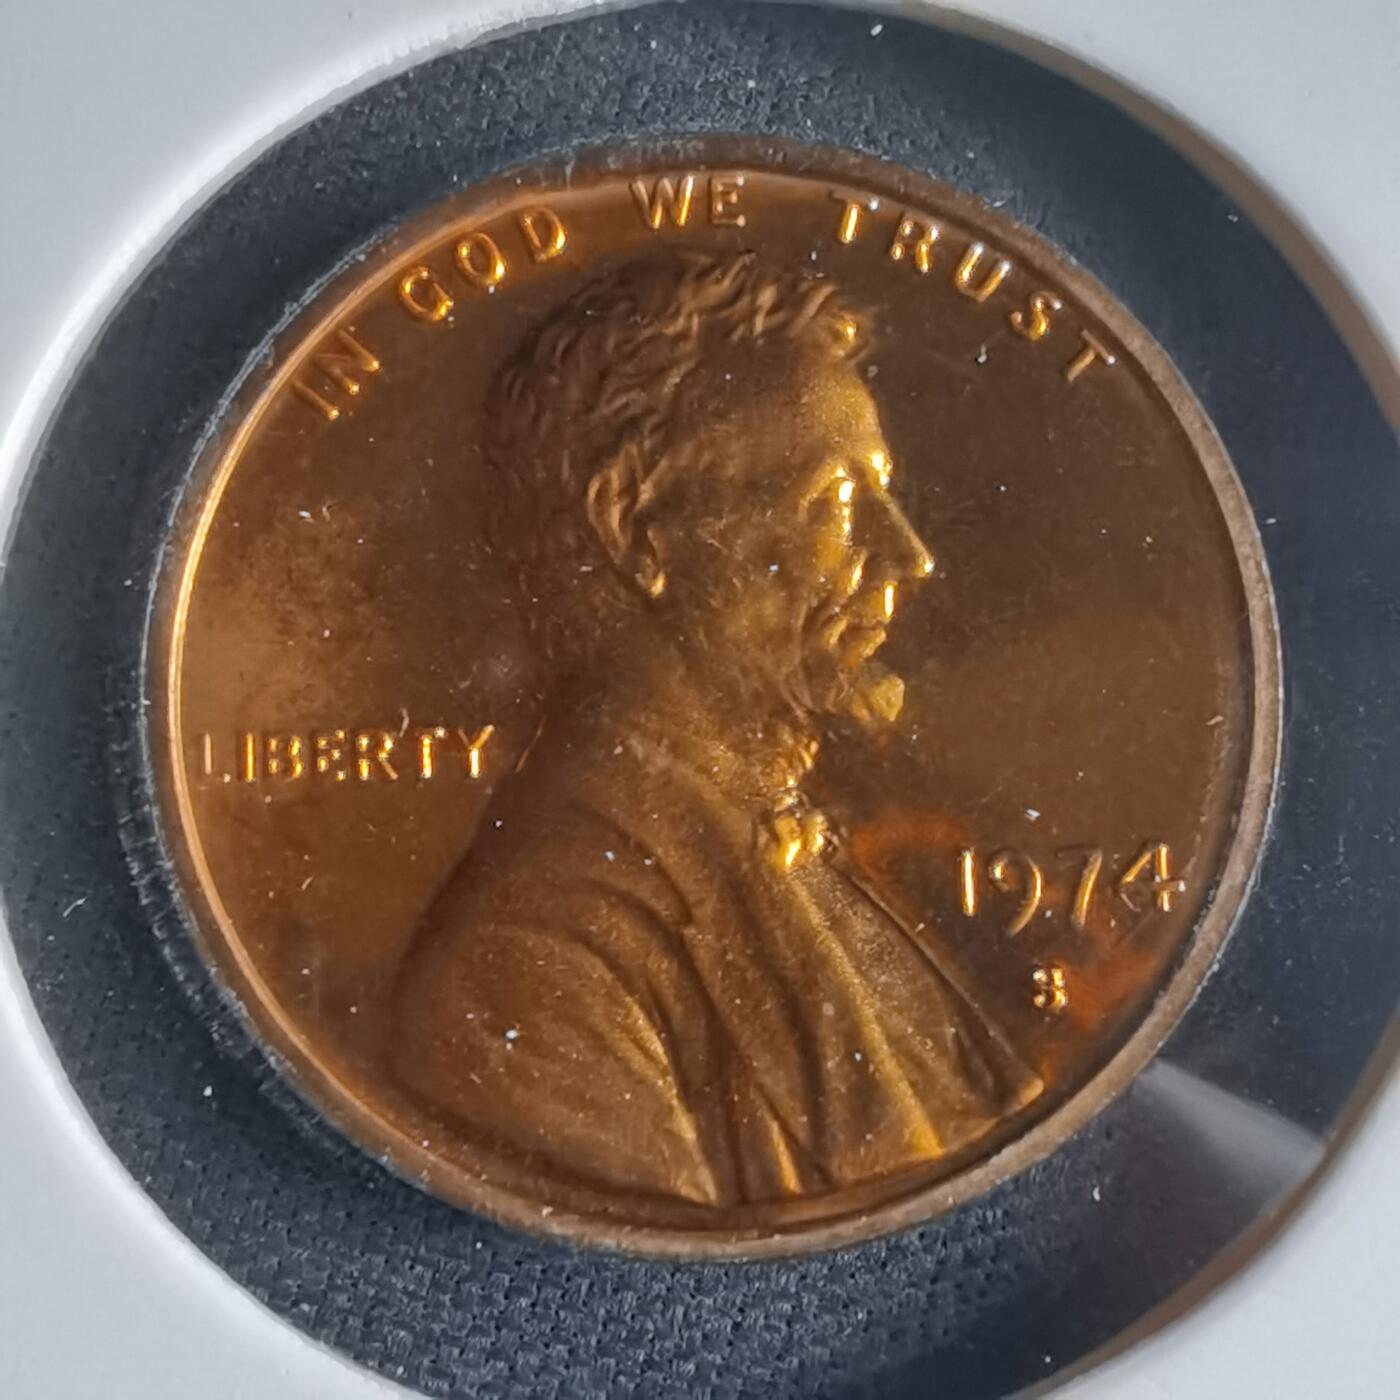 IN GOD WE TRUST
LIBERTY
1974
S